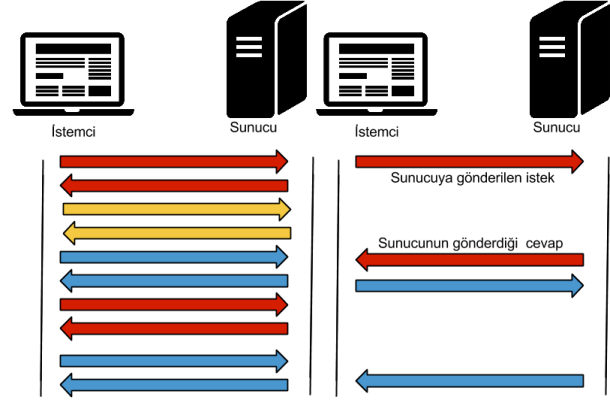 İstemci
Sunucu
İstemci
Sunucu
Sunucuya gönderilen istek
Sunucunun gönderdiği cevap